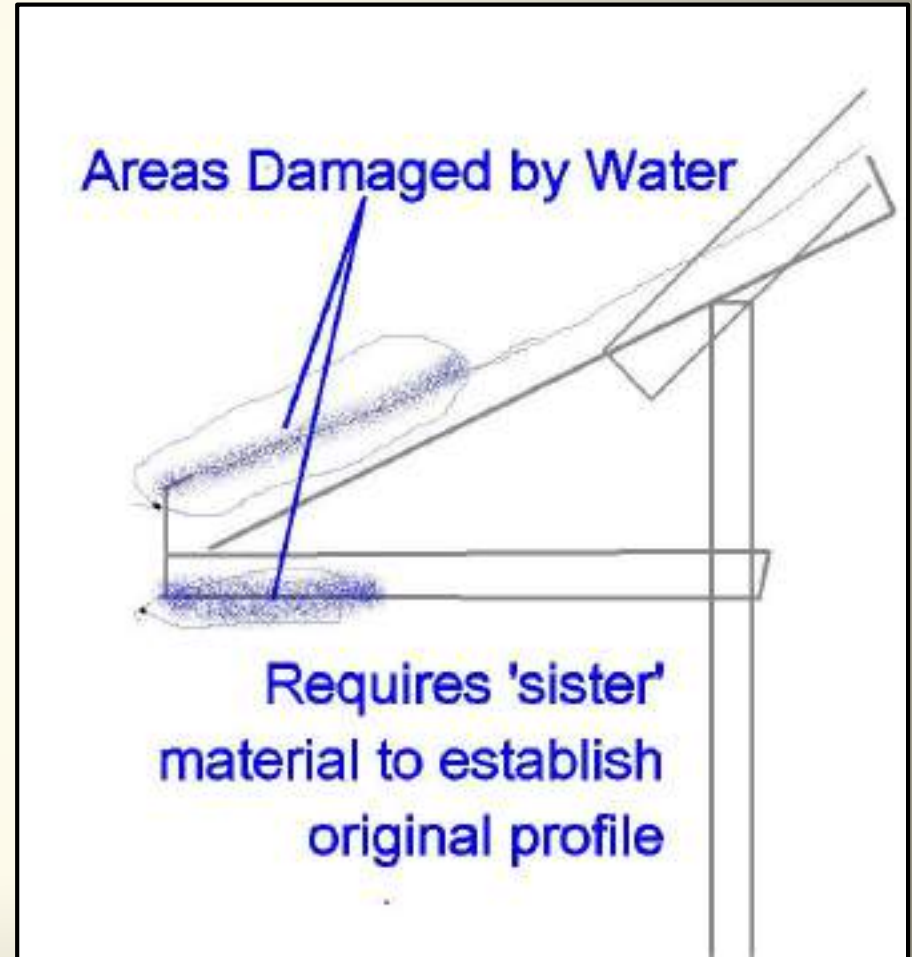 Areas Damaged by Water
Requires 'sister'
material to establish
original profile